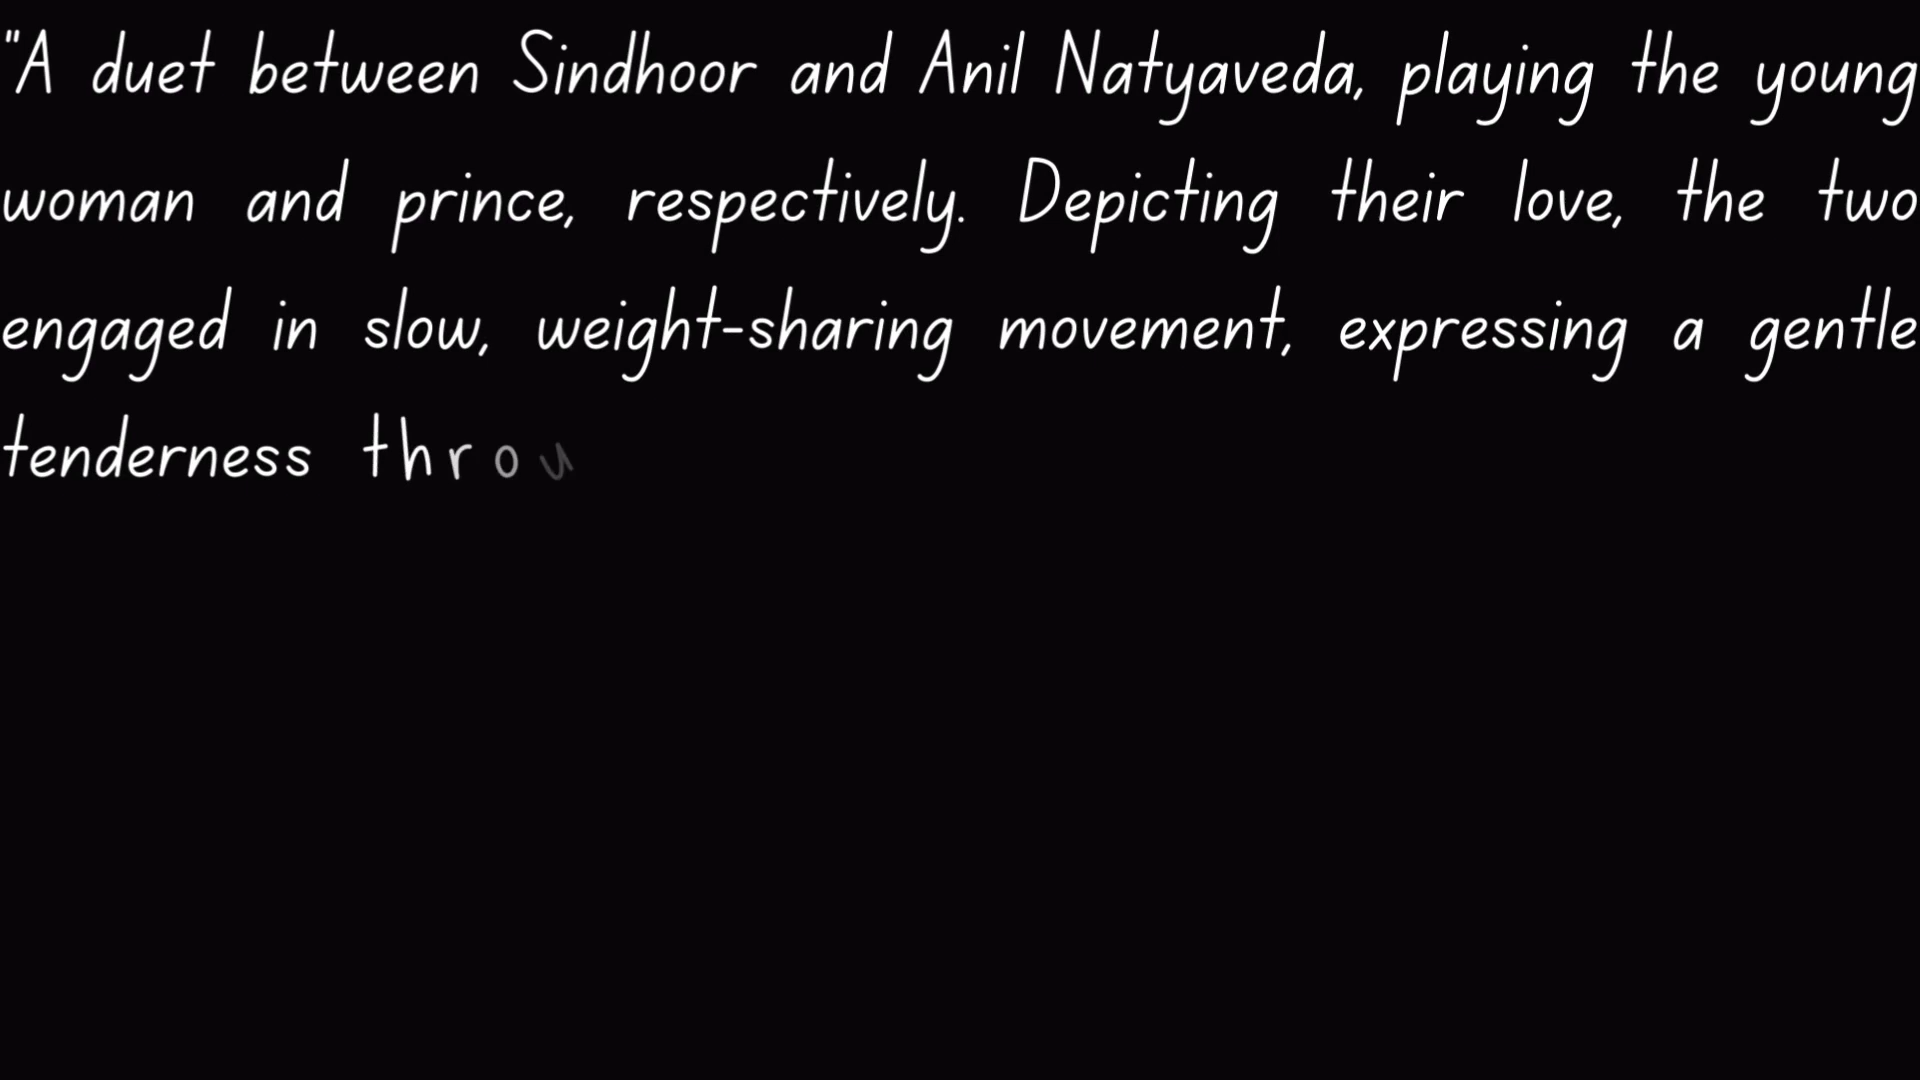 "A duet between Sindhoor and Anil Natyaveda, playing the young
woman and prince, respectively. Depicting their love, the two
engaged in slow, weight-sharing movement, expressing a gentle
tenderness throu